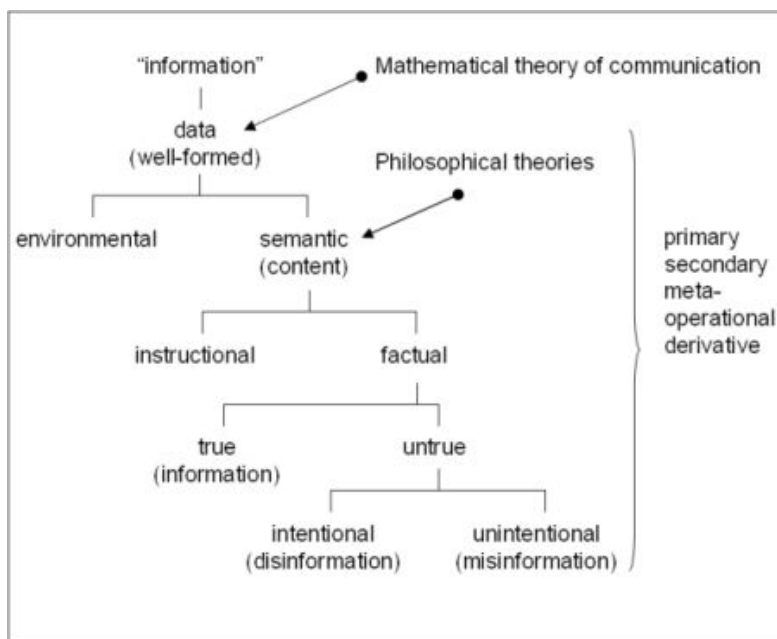 “information”
Mathematical theory of communication
data
(well-formed)
Philosophical theories
environmental
semantic
(content)
primary
secondary
meta-
operational
derivative
instructional
factual
true
(information)
untrue
intentional
(disinformation)
unintentional
(misinformation)